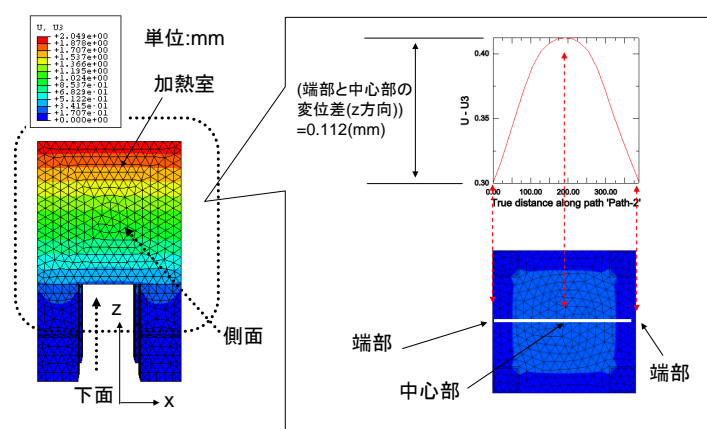 U, U3
+2.049e+00
+1.878e+00
+1.707e+00
+1.537e+00
+1.366e+00
+1.195e+00
+1.024e+00
+8.537e-01
+6.829e-01
+5.122e-01
+3.415e-01
+1.707e-01
+0.000e+00
単位:mm
加熱室
z
x
側面
下面
(端部と中心部の
変位差(z方向))
=0.112(mm)
U - U3
0.40
0.35
0.30
0.00 100.00 200.00 300.00
True distance along path 'Path-2'
端部
中心部
端部